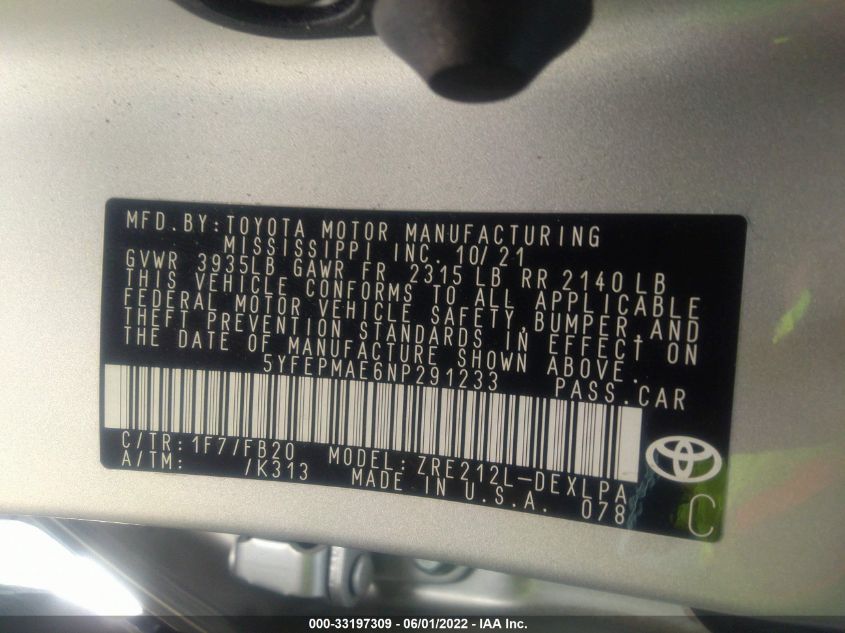 MFD.BY:TOYOTA MOTOR MANUFACTURING
MISSISSIPPI INC. 10/21
GVWR 3935LB GAWR FR 2315 LB RR 2140 LB
THIS VEHICLE CONFORMS TO ALL APPLICABLE
FEDERAL MOTOR VEHICLE SAFETY,BUMPER,AND
THEFT PREVENTION STANDARDS IN EFFECT ON
THE DATE OF MANUFACTURE SHOWN ABOVE.
5YFEPMAE6NP291233 PASS.CAR
C/TR:1F7/FB20 MODEL:ZRE212L-DEXLPA
A/TM: /K313 MADE IN U.S.A. 078
C
000-33197309 - 06/01/2022 - IAA Inc.